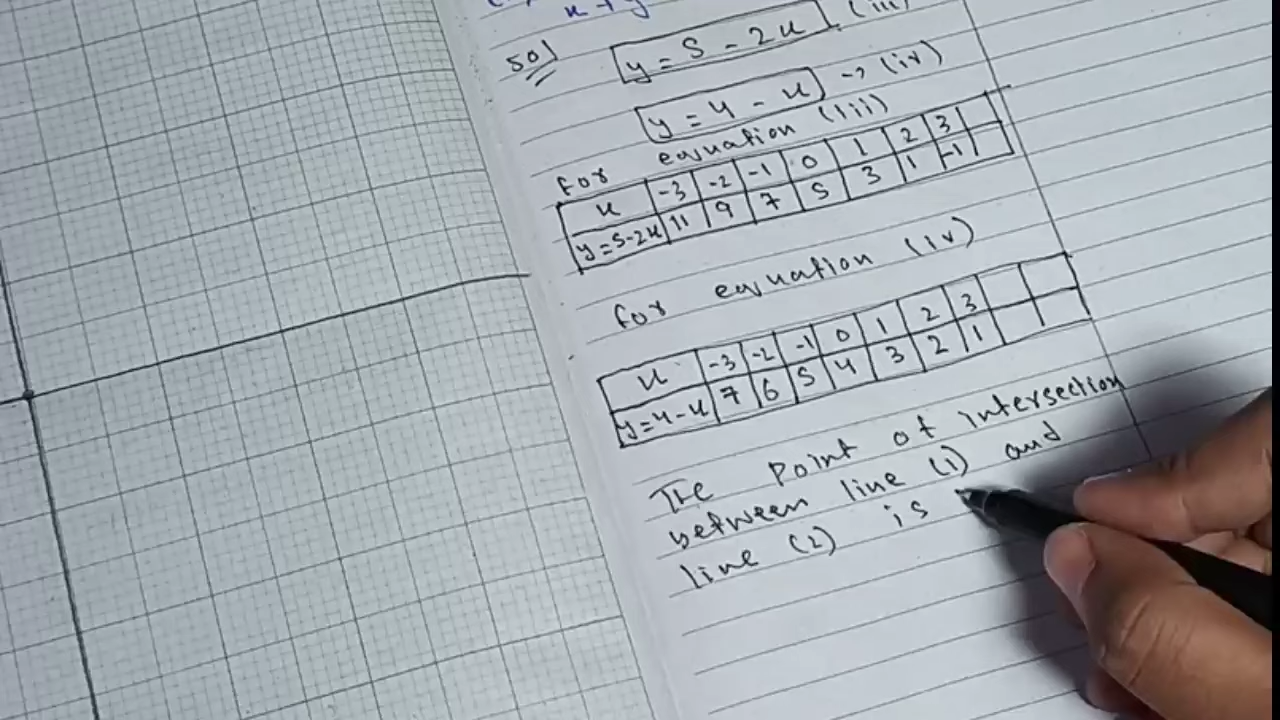 x + y
Sol
y = 5 - 2x (iii)
y = 4 - x → (iv)
for equation (iii)
x -3 -2 -1 0 1 2 3
y=5-2x 11 9 7 5 3 1 -1
for equation (iv)
x -3 -2 -1 0 1 2 3
y=4-x 7 6 5 4 3 2 1
The point of intersection
between line (1) and
line (2) is